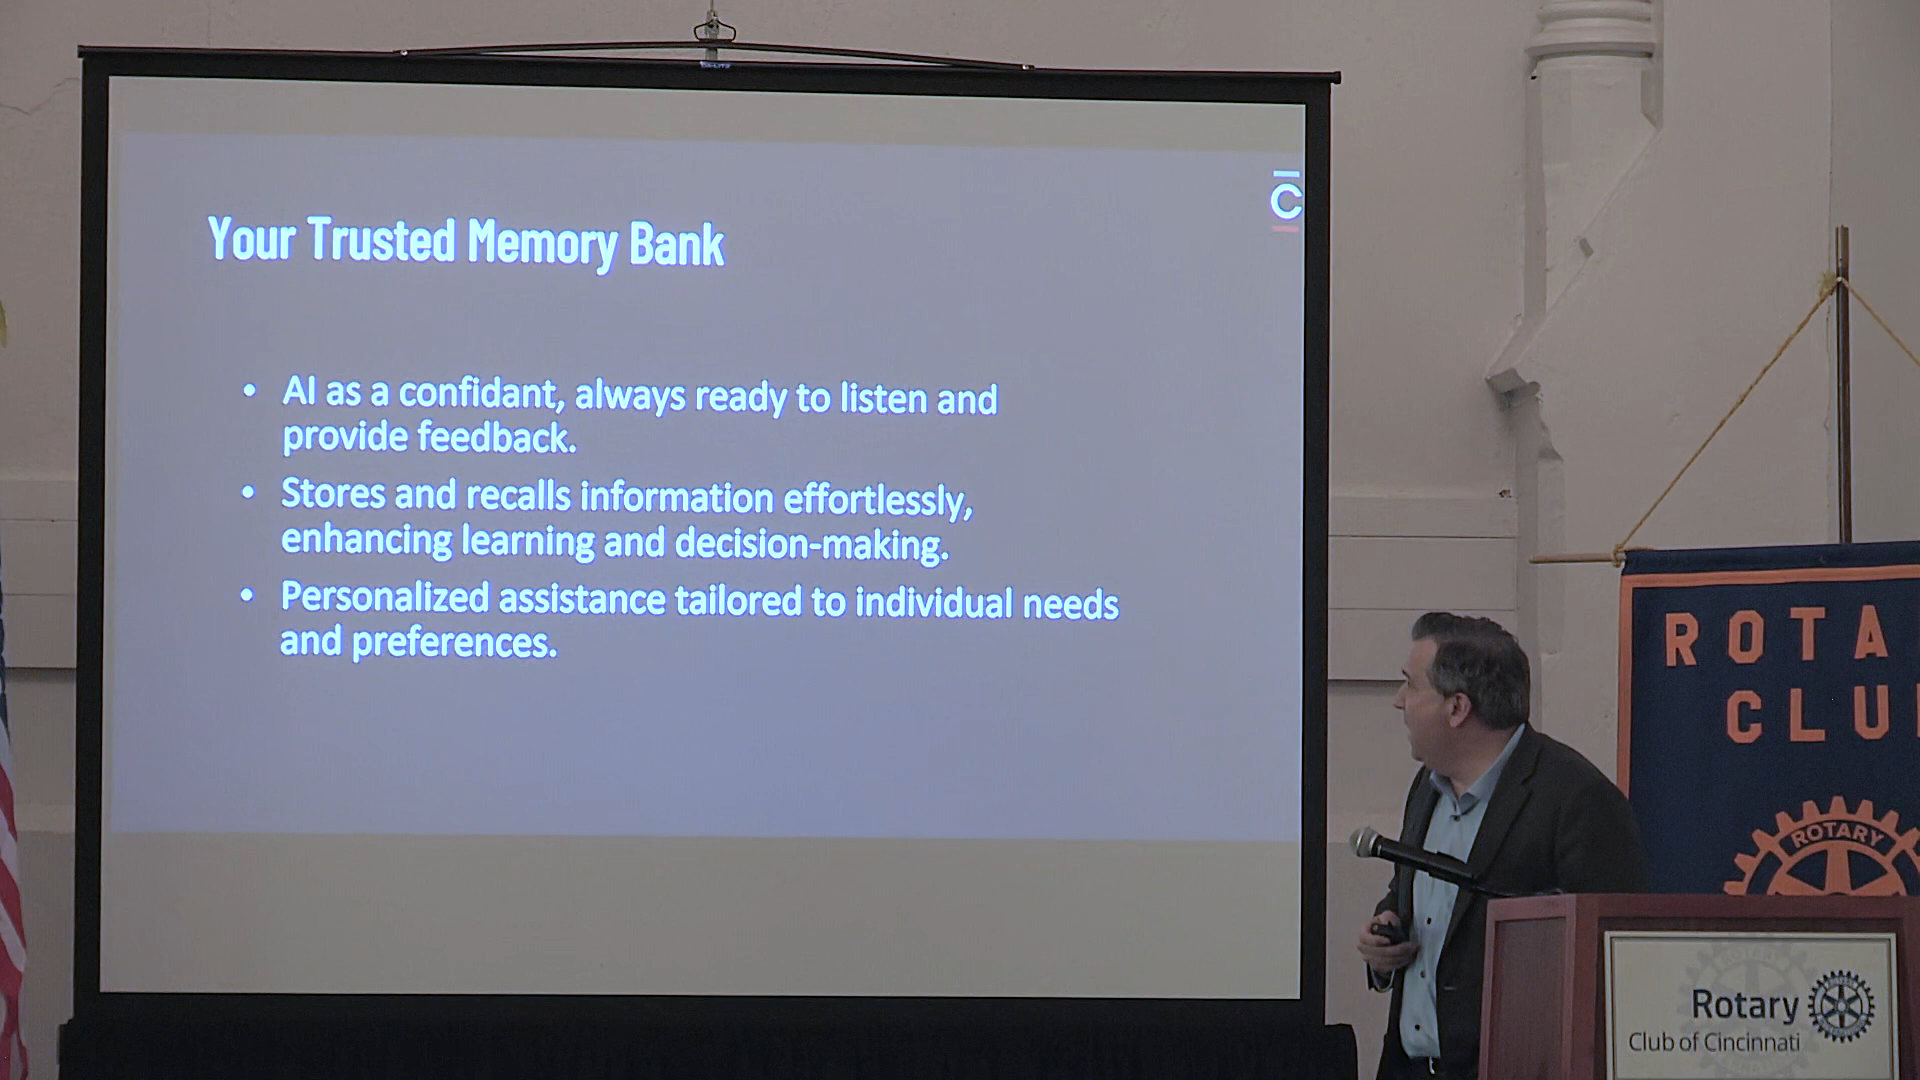 Your Trusted Memory Bank
C
• AI as a confidant, always ready to listen and
provide feedback.
• Stores and recalls information effortlessly,
enhancing learning and decision-making.
• Personalized assistance tailored to individual needs
and preferences.
ROTA
CLU
ROTARY
Rotary
Club of Cincinnati